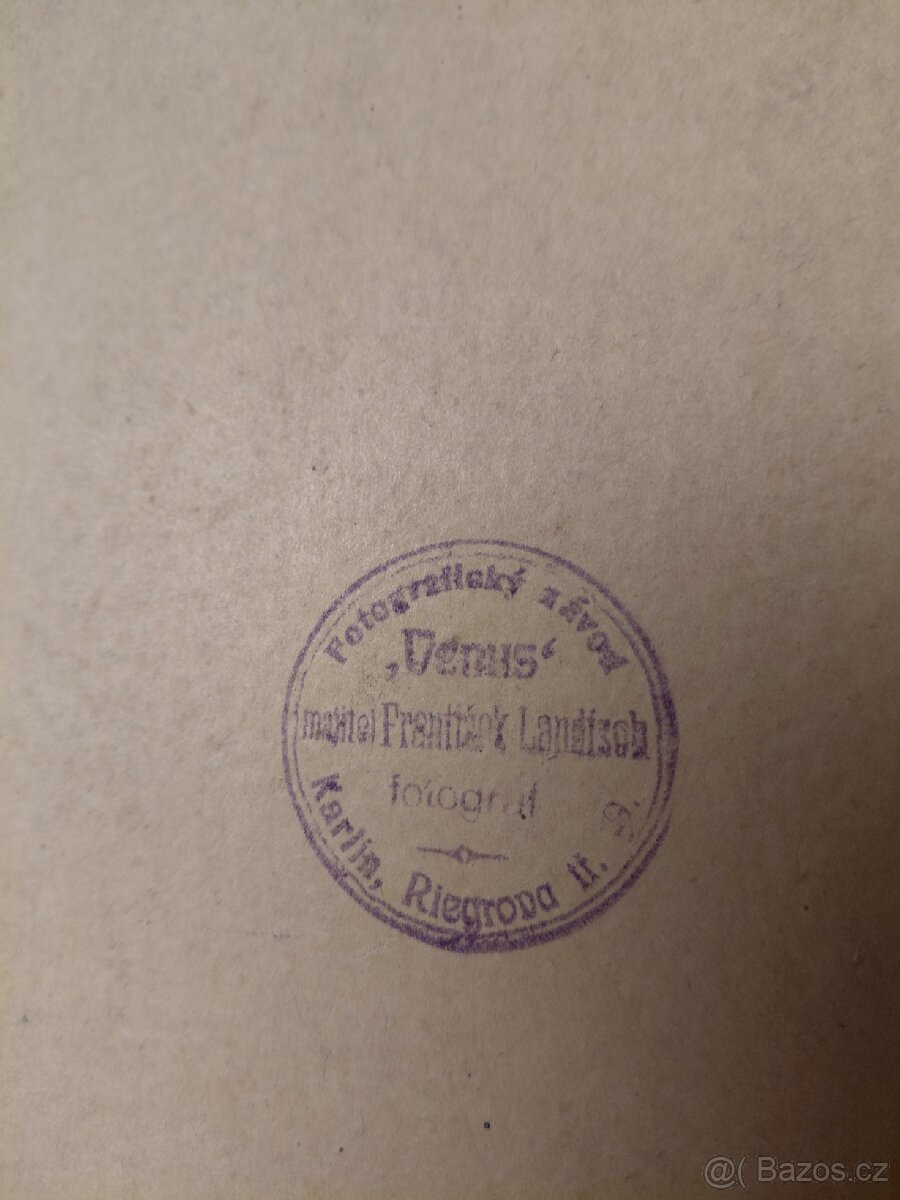 Fotografický závod
‚Venus‘
majitel František Landisch
fotograf
Karlín, Riegrova tř.
@( Bazos.cz